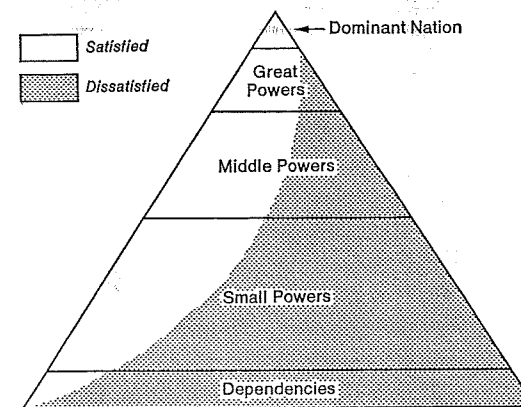 Satisfied
Dissatisfied
Dominant Nation
Great
Powers
Middle Powers
Small Powers
Dependencies